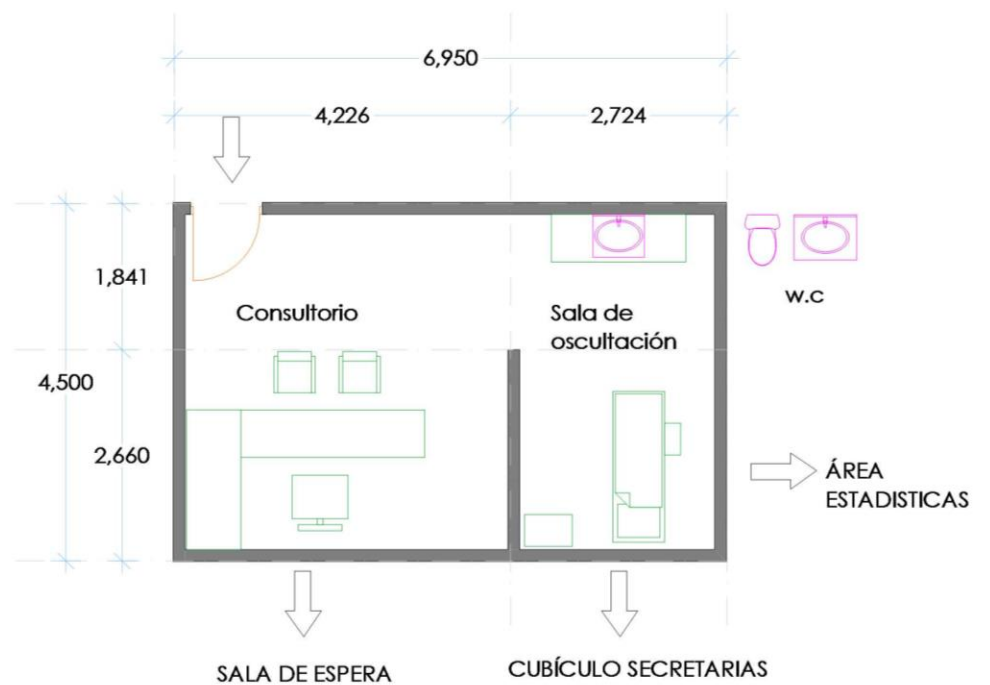 6,950
4,226
2,724
1,841
Consultorio
Sala de
oscultación
w.c
4,500
2,660
ÁREA
ESTADISTICAS
SALA DE ESPERA
CUBÍCULO SECRETARIAS